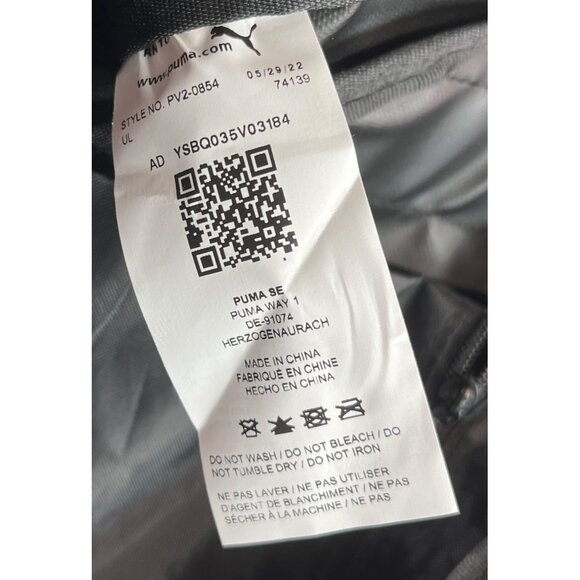 www.puma.com
STYLE NO. PV2-0854 05/29/22
UL 74139
AD YSBQ035V03184
PUMA SE
PUMA WAY 1
DE-91074
HERZOGENAURACH
MADE IN CHINA
FABRIQUÉ EN CHINE
HECHO EN CHINA
DO NOT WASH / DO NOT BLEACH / DO
NOT TUMBLE DRY / DO NOT IRON
NE PAS LAVER / NE PAS UTILISER
D'AGENT DE BLANCHIMENT / NE PAS
SÉCHER À LA MACHINE / NE PAS